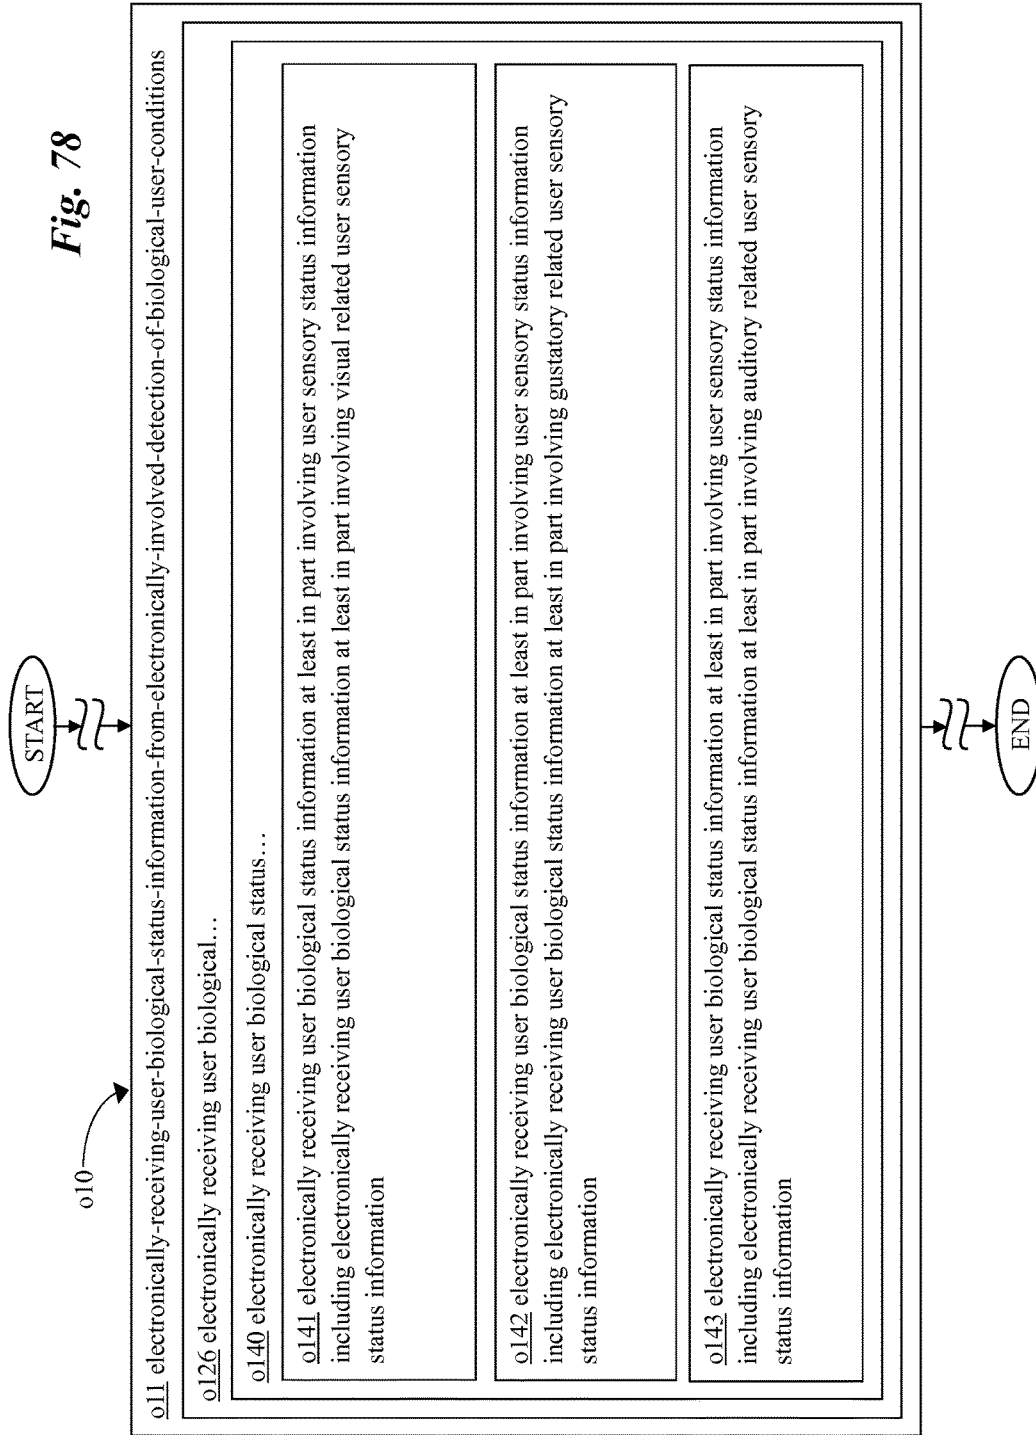 Fig. 78
START
o10
o11 electronically-receiving-user-biological-status-information-from-electronically-involved-detection-of-biological-user-conditions
o126 electronically receiving user biological…
o140 electronically receiving user biological status…
o141 electronically receiving user biological status information at least in part involving user sensory status information
including electronically receiving user biological status information at least in part involving visual related user sensory
status information
o142 electronically receiving user biological status information at least in part involving user sensory status information
including electronically receiving user biological status information at least in part involving gustatory related user sensory
status information
o143 electronically receiving user biological status information at least in part involving user sensory status information
including electronically receiving user biological status information at least in part involving auditory related user sensory
status information
END